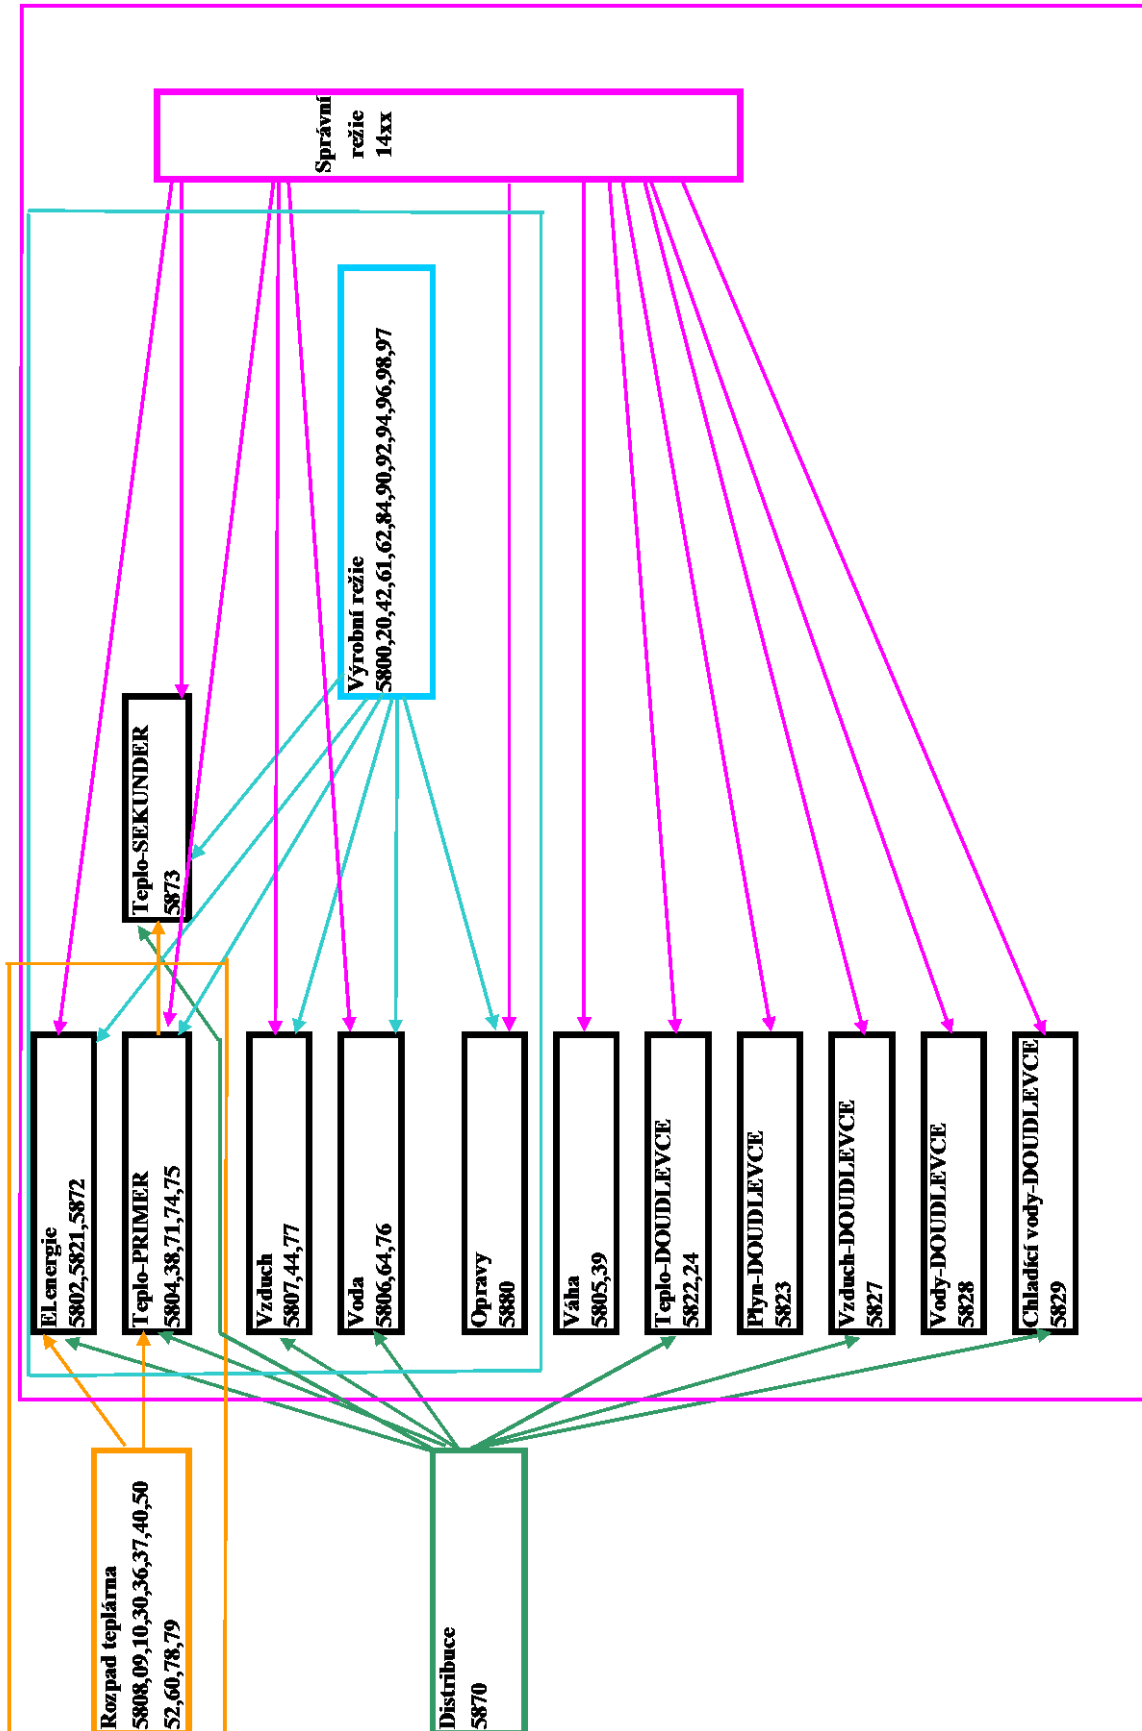 Správní
režie
14xx
Výrobní režie
5800,20,42,61,62,84,90,92,94,96,98,97
Teplo-SEKUNDER
5873
El.energie
5802,5821,5872
Teplo-PRIMER
5804,38,71,74,75
Vzduch
5807,44,77
Voda
5806,64,76
Opravy
5880
Váha
5805,39
Teplo-DOUDLEVCE
5822,24
Plyn-DOUDLEVCE
5823
Vzduch-DOUDLEVCE
5827
Vody-DOUDLEVCE
5828
Chladící vody-DOUDLEVCE
5829
Rozpad teplárna
5808,09,10,30,36,37,40,50
52,60,78,79
Distribuce
5870